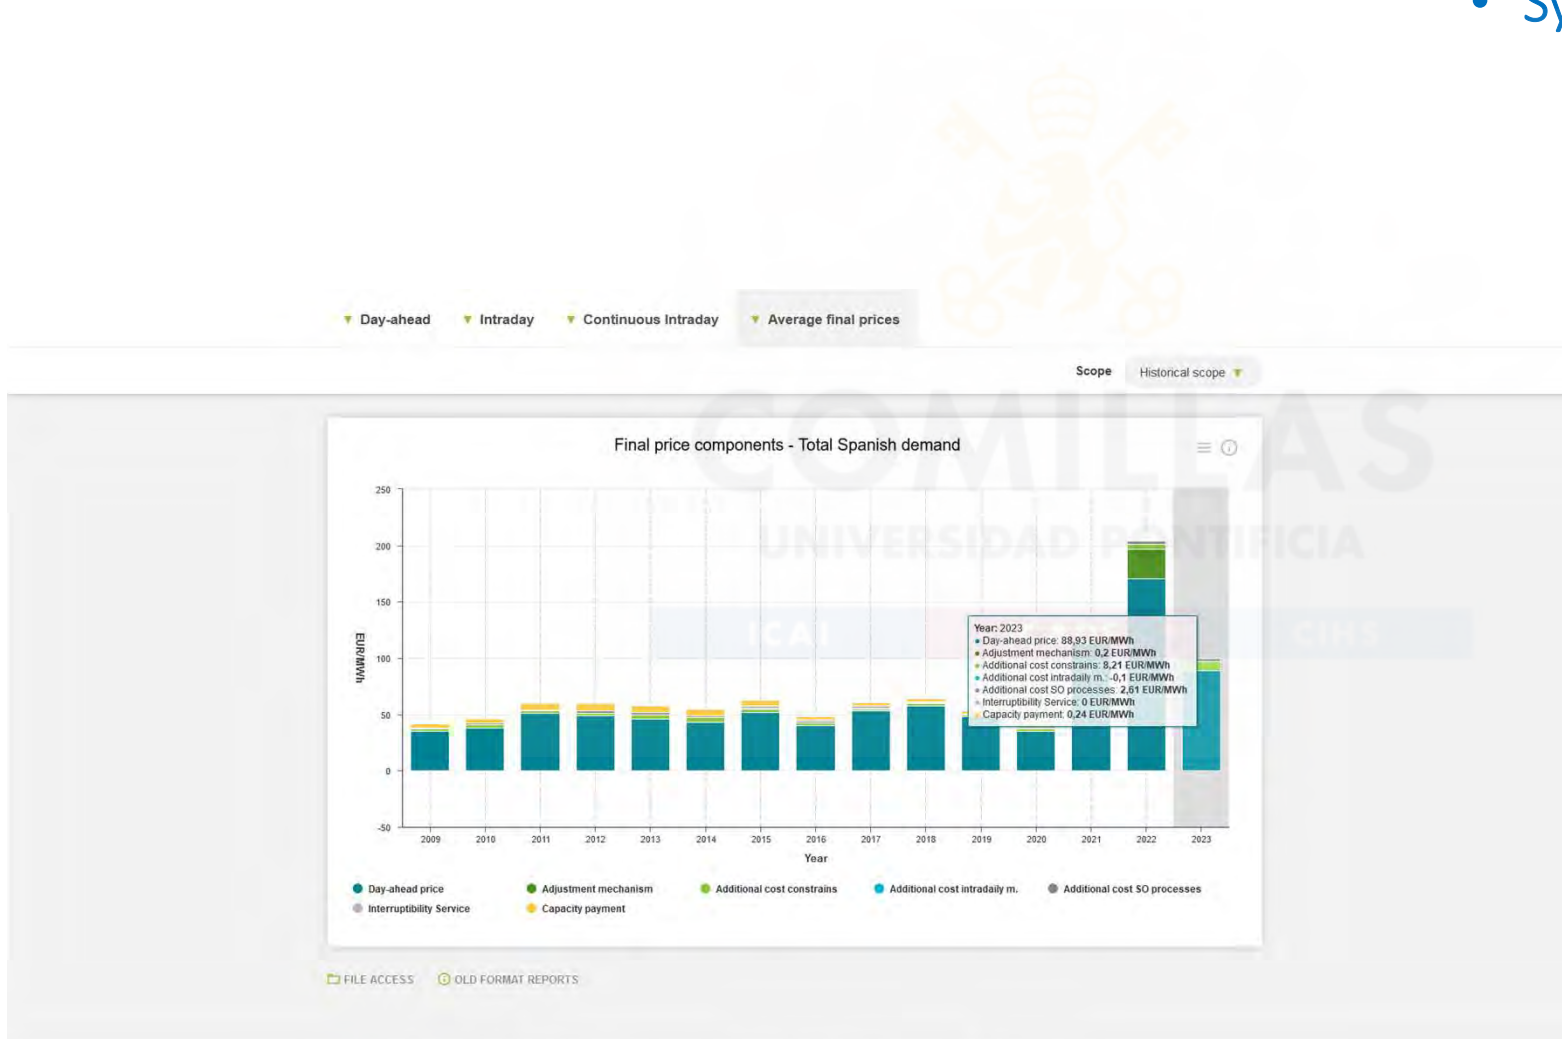 • Sy
Day-ahead Intraday Continuous Intraday Average final prices
Scope Historical scope
COMILLAS
UNIVERSIDAD PONTIFICIA
ICAI CIHS
Final price components - Total Spanish demand
250
200
150
100
50
0
-50
EUR/MWh
Year: 2023
• Day-ahead price: 88,93 EUR/MWh
• Adjustment mechanism: 0,2 EUR/MWh
• Additional cost constrains: 8,21 EUR/MWh
• Additional cost intradaily m.: -0,1 EUR/MWh
• Additional cost SO processes: 2,61 EUR/MWh
• Interruptibility Service: 0 EUR/MWh
• Capacity payment: 0,24 EUR/MWh
2009 2010 2011 2012 2013 2014 2015 2016 2017 2018 2019 2020 2021 2022 2023
Year
Day-ahead price Adjustment mechanism Additional cost constrains Additional cost intradaily m. Additional cost SO processes
Interruptibility Service Capacity payment
FILE ACCESS OLD FORMAT REPORTS